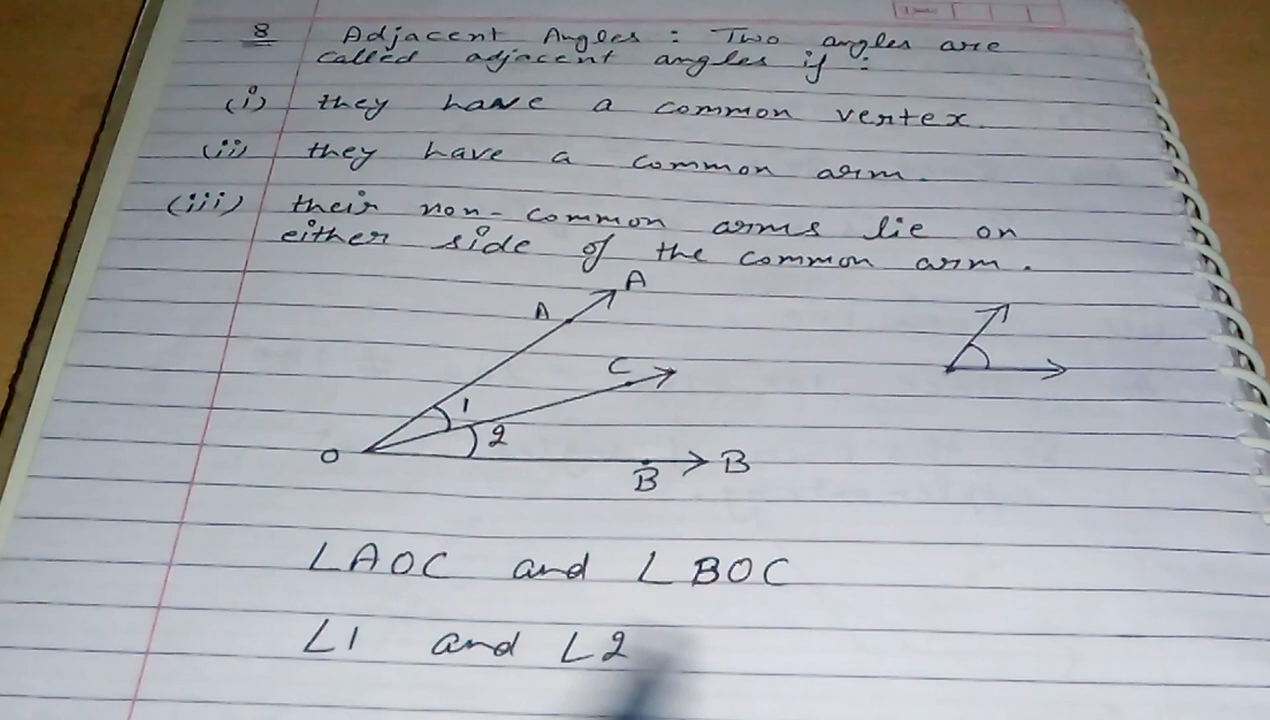 8 Adjacent Angles : Two angles are
called adjacent angles if :
(i) they have a common vertex.
(ii) they have a common arm.
(iii) their non-common arms lie on
either side of the common arm.
A
A
C
1
2
O
B
B
∠AOC and ∠BOC
∠1 and ∠2